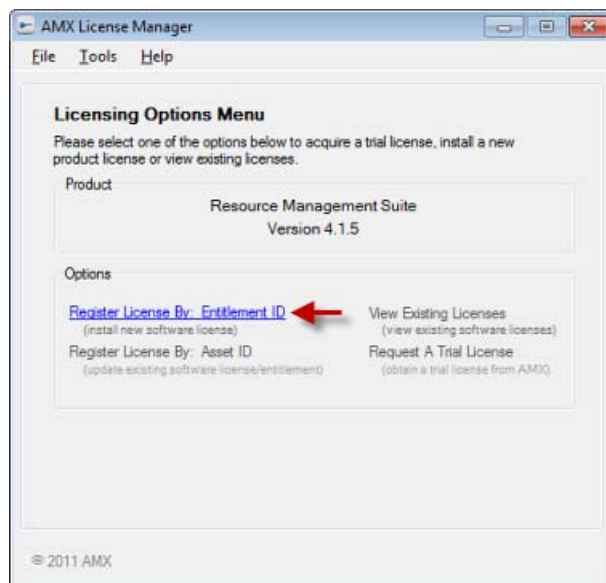 AMX License Manager
File Tools Help
Licensing Options Menu
Please select one of the options below to acquire a trial license, install a new
product license or view existing licenses.
Product
Resource Management Suite
Version 4.1.5
Options
Register License By: Entitlement ID
(install new software license)
Register License By: Asset ID
(update existing software license/entitlement)
View Existing Licenses
(view existing software licenses)
Request A Trial License
(obtain a trial license from AMX)
© 2011 AMX